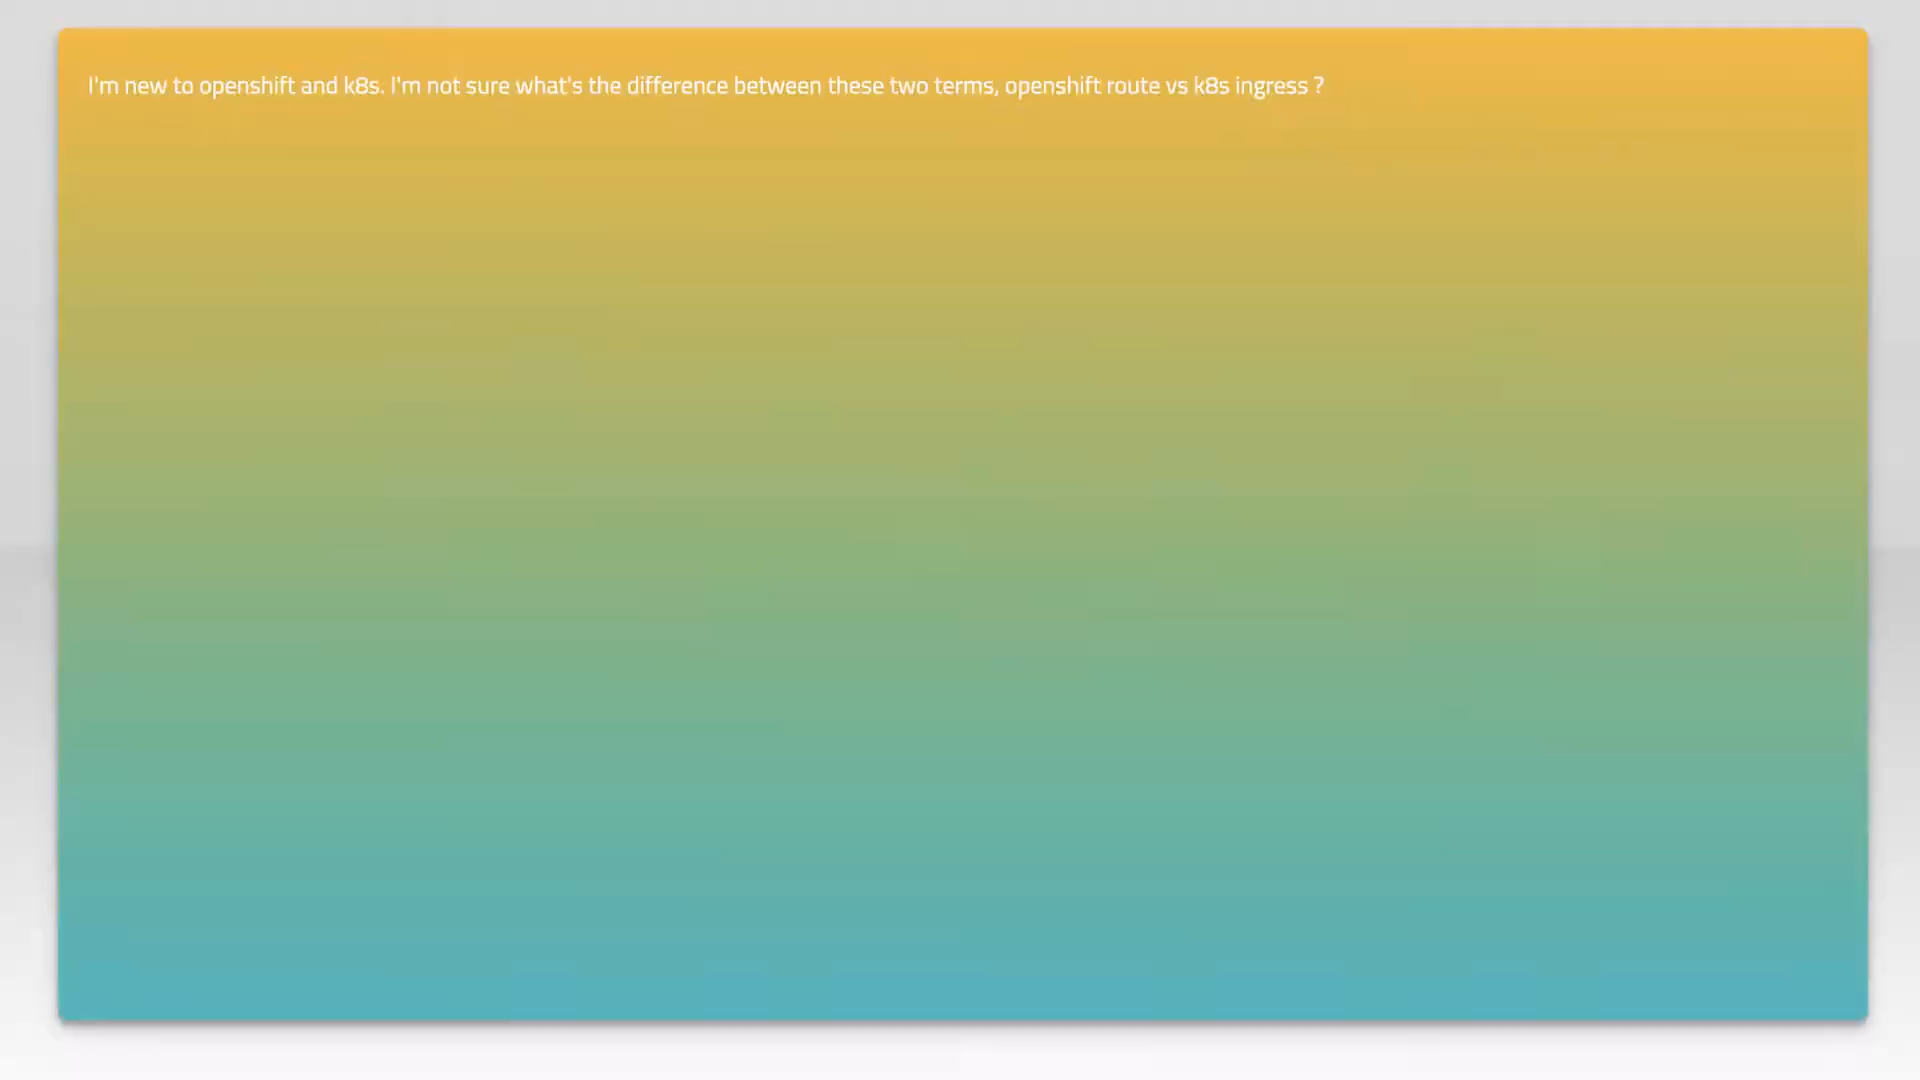 I'm new to openshift and k8s. I'm not sure what's the difference between these two terms, openshift route vs k8s ingress ?